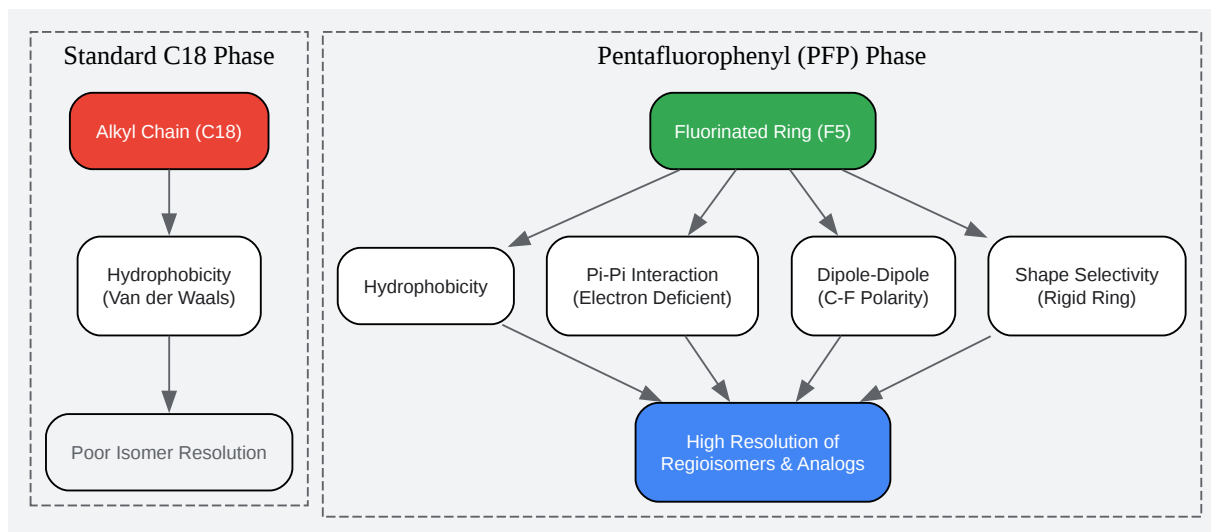 Standard C18 Phase
Alkyl Chain (C18)
Hydrophobicity
(Van der Waals)
Poor Isomer Resolution
Pentafluorophenyl (PFP) Phase
Fluorinated Ring (F5)
Hydrophobicity
Pi-Pi Interaction
(Electron Deficient)
Dipole-Dipole
(C-F Polarity)
Shape Selectivity
(Rigid Ring)
High Resolution of
Regioisomers & Analogs